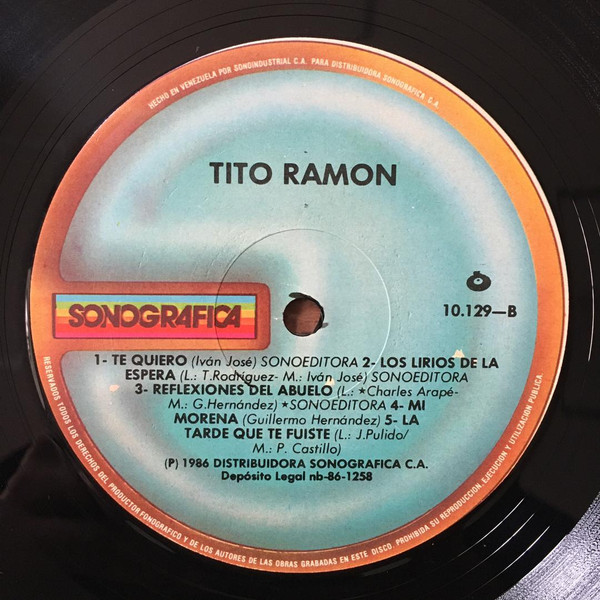 HECHO EN VENEZUELA POR SONOINDUSTRIAL C.A. PARA DISTRIBUIDORA SONOGRAFICA C.A.
TITO RAMON
SONOGRAFICA
10.129—B
1- TE QUIERO (Iván José) SONOEDITORA 2- LOS LIRIOS DE LA
ESPERA (L.: T.Rodríguez- M.: Iván José) SONOEDITORA
3- REFLEXIONES DEL ABUELO (L.: ★Charles Arapé-
M.: G.Hernández) ★SONOEDITORA 4- MI
MORENA (Guillermo Hernández) 5- LA
TARDE QUE TE FUISTE (L.: J.Pulido/
M.: P. Castillo)
(P) 1986 DISTRIBUIDORA SONOGRAFICA C.A.
Depósito Legal nb-86-1258
RESERVADOS TODOS LOS DERECHOS DEL PRODUCTOR FONOGRAFICO Y DE LOS AUTORES DE LAS OBRAS GRABADAS EN ESTE DISCO. PROHIBIDA SU REPRODUCCION, EJECUCION Y UTILIZACION PUBLICA.